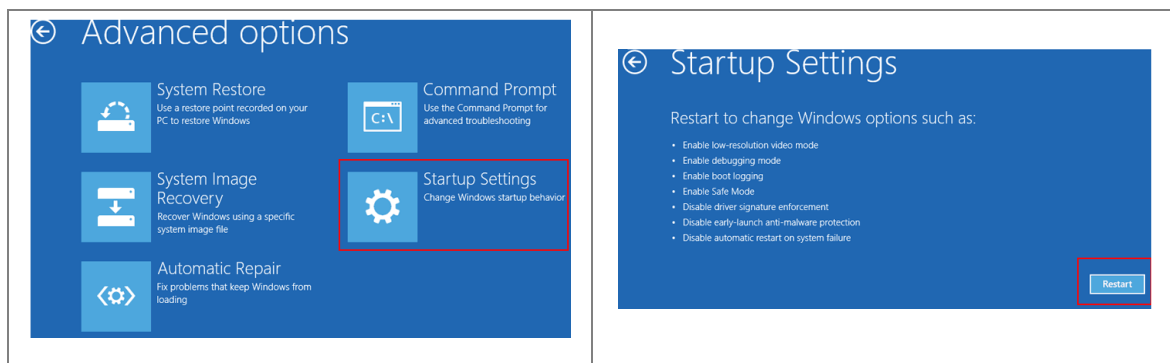 Advanced options
System Restore
Use a restore point recorded on your
PC to restore Windows
Command Prompt
Use the Command Prompt for
advanced troubleshooting
C:\
System Image
Recovery
Recover Windows using a specific
system image file
Startup Settings
Change Windows startup behavior
Automatic Repair
Fix problems that keep Windows from
loading
Startup Settings
Restart to change Windows options such as:
• Enable low-resolution video mode
• Enable debugging mode
• Enable boot logging
• Enable Safe Mode
• Disable driver signature enforcement
• Disable early-launch anti-malware protection
• Disable automatic restart on system failure
Restart